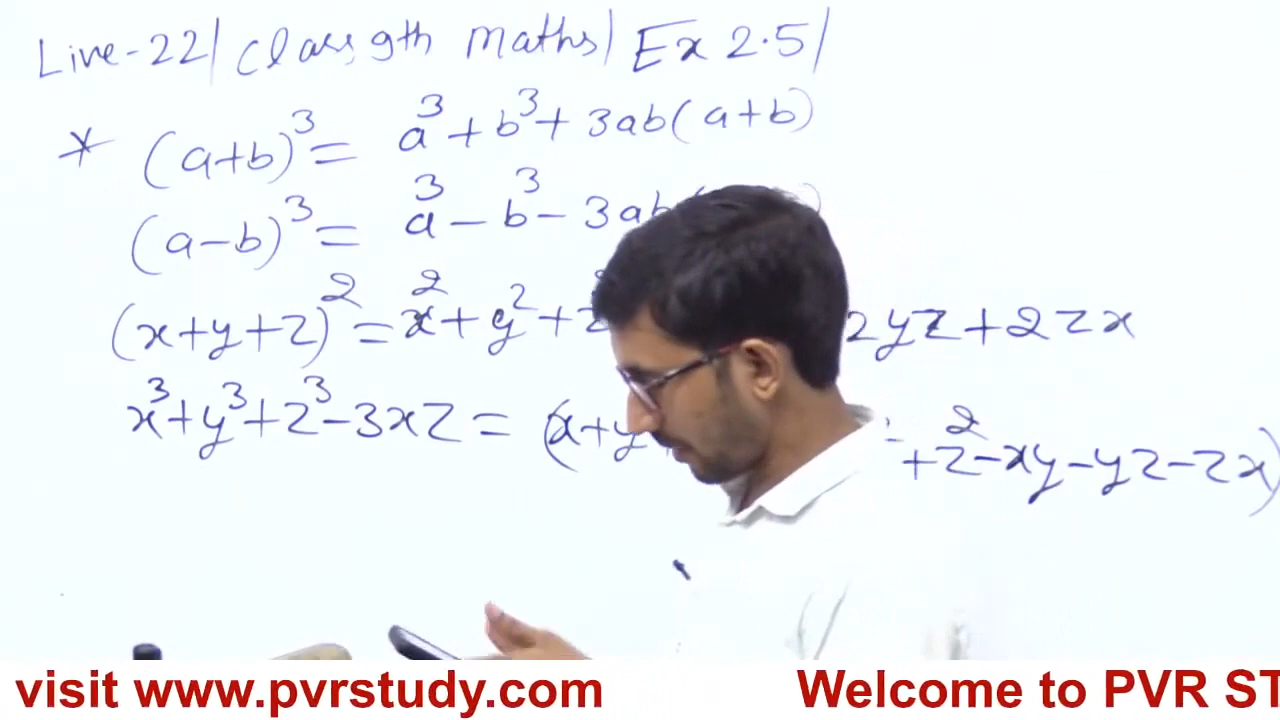 Live-22| Class 9th Maths| Ex 2.5|
* (a+b)³ = a³ + b³ + 3ab(a+b)
(a-b)³ = a³ - b³ - 3ab
(x+y+z)² = x² + y² + z 2yz + 2zx
x³+y³+z³-3xz = (x+y +z²-xy-yz-zx)
visit www.pvrstudy.com Welcome to PVR ST